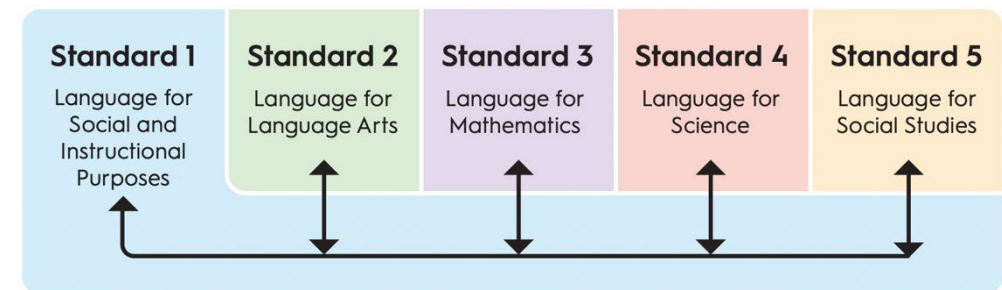 Standard 1
Language for
Social and
Instructional
Purposes
Standard 2
Language for
Language Arts
Standard 3
Language for
Mathematics
Standard 4
Language for
Science
Standard 5
Language for
Social Studies